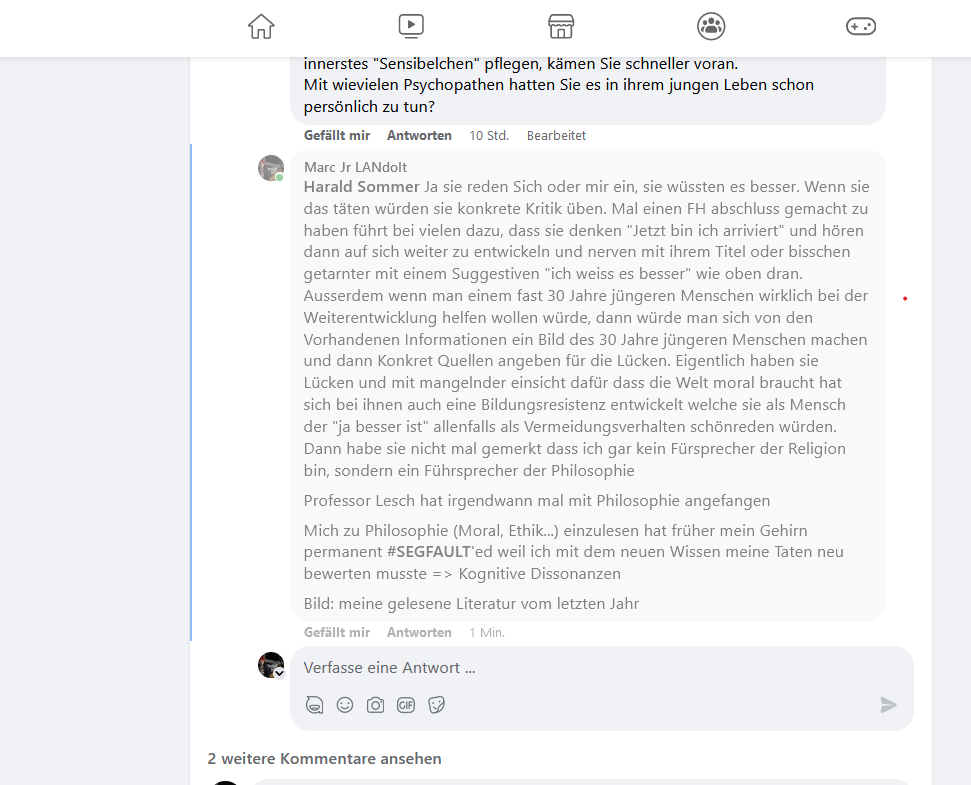 innerstes "Sensibelchen" pflegen, kämen Sie schneller voran.
Mit wievielen Psychopathen hatten Sie es in ihrem jungen Leben schon
persönlich zu tun?
Gefällt mir Antworten 10 Std. Bearbeitet
Marc Jr LANdolt
Harald Sommer Ja sie reden Sich oder mir ein, sie wüssten es besser. Wenn sie
das täten würden sie konkrete Kritik üben. Mal einen FH abschluss gemacht zu
haben führt bei vielen dazu, dass sie denken "Jetzt bin ich arriviert" und hören
dann auf sich weiter zu entwickeln und nerven mit ihrem Titel oder bisschen
getarnter mit einem Suggestiven "ich weiss es besser" wie oben dran.
Ausserdem wenn man einem fast 30 Jahre jüngeren Menschen wirklich bei der
Weiterentwicklung helfen wollen würde, dann würde man sich von den
Vorhandenen Informationen ein Bild des 30 Jahre jüngeren Menschen machen
und dann Konkret Quellen angeben für die Lücken. Eigentlich haben sie
Lücken und mit mangelnder einsicht dafür dass die Welt moral braucht hat
sich bei ihnen auch eine Bildungsresistenz entwickelt welche sie als Mensch
der "ja besser ist" allenfalls als Vermeidungsverhalten schönreden würden.
Dann habe sie nicht mal gemerkt dass ich gar kein Fürsprecher der Religion
bin, sondern ein Führsprecher der Philosophie
Professor Lesch hat irgendwann mal mit Philosophie angefangen
Mich zu Philosophie (Moral, Ethik...) einzulesen hat früher mein Gehirn
permanent #SEGFAULT'ed weil ich mit dem neuen Wissen meine Taten neu
bewerten musste => Kognitive Dissonanzen
Bild: meine gelesene Literatur vom letzten Jahr
Gefällt mir Antworten 1 Min.
Verfasse eine Antwort ...
GIF
2 weitere Kommentare ansehen